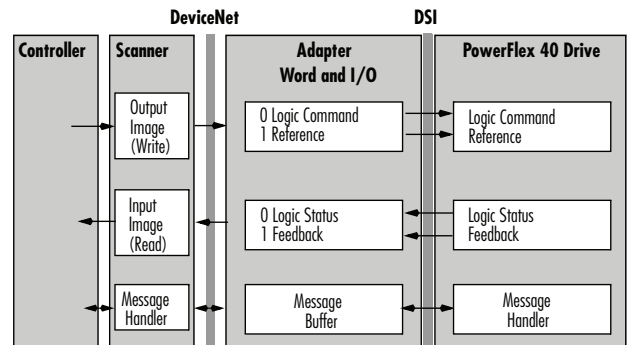 DeviceNet DSI
Controller Scanner Adapter PowerFlex 40 Drive
Word and I/O
Output
Image
(Write)
0 Logic Command
1 Reference
Logic Command
Reference
Input
Image
(Read)
0 Logic Status
1 Feedback
Logic Status
Feedback
Message
Handler
Message
Buffer
Message
Handler